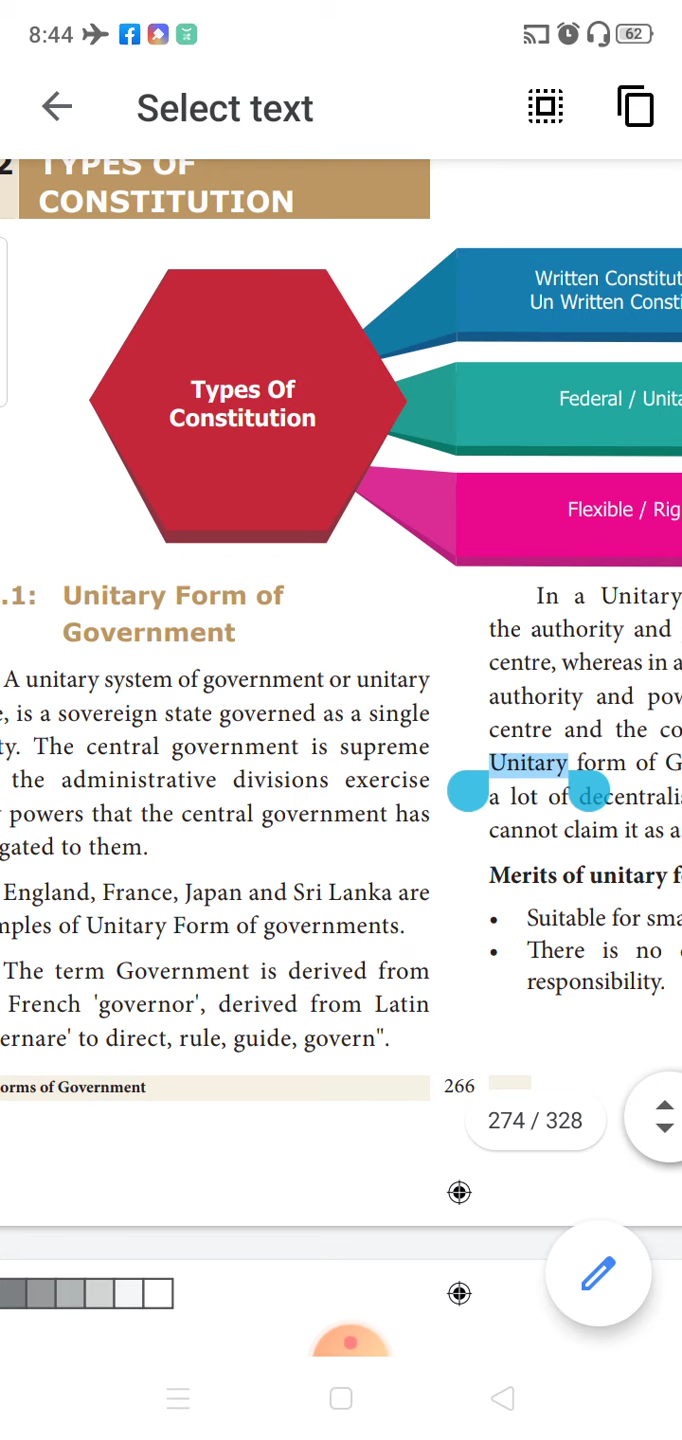 8:44
62
Select text
2
TYPES OF
CONSTITUTION
Types Of
Constitution
Written Constitut
Un Written Consti
Federal / Unita
Flexible / Rig
.1: Unitary Form of
Government
A unitary system of government or unitary
e, is a sovereign state governed as a single
ty. The central government is supreme
the administrative divisions exercise
powers that the central government has
gated to them.
England, France, Japan and Sri Lanka are
mples of Unitary Form of governments.
The term Government is derived from
French 'governor', derived from Latin
ernare' to direct, rule, guide, govern".
In a Unitary
the authority and
centre, whereas in a
authority and pow
centre and the co
Unitary form of G
a lot of decentralis
cannot claim it as a
Merits of unitary f
• Suitable for sma
• There is no
responsibility.
orms of Government
266
274 / 328